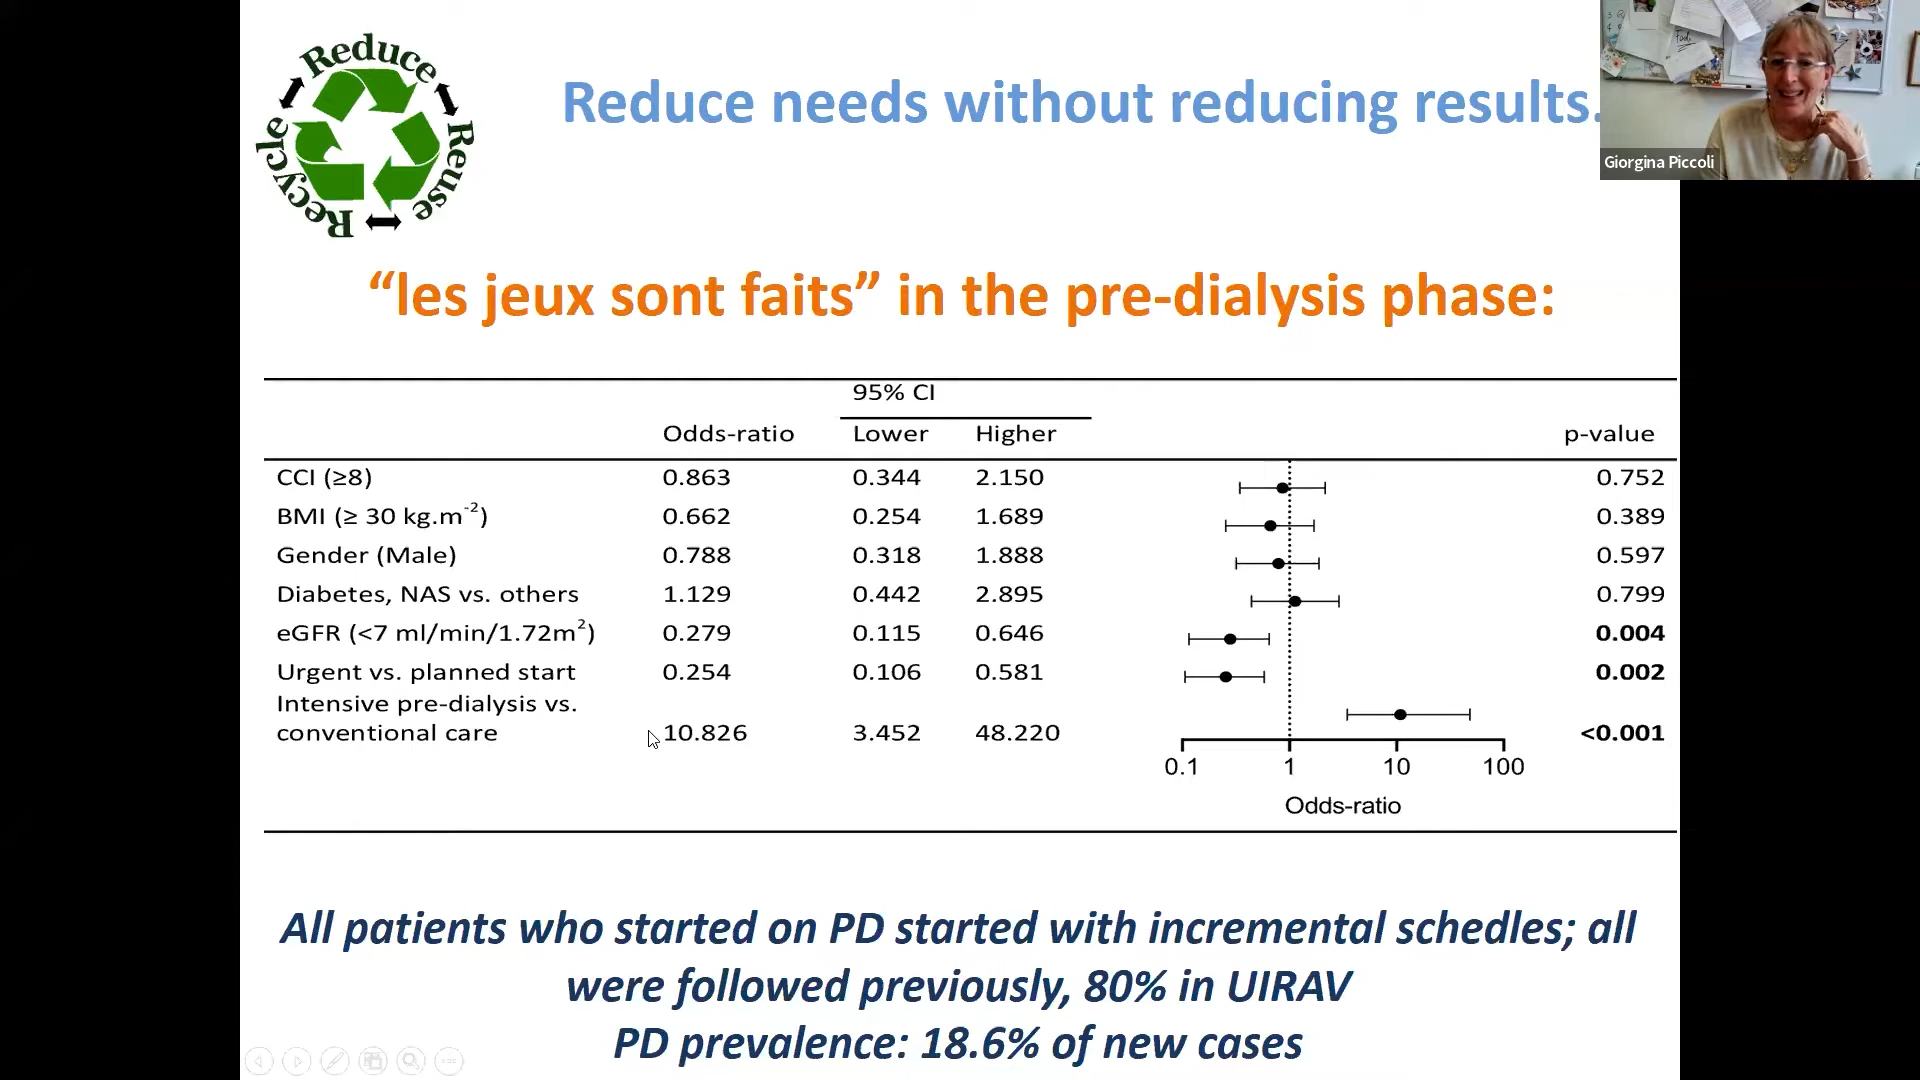 Reduce
Reuse
Recycle
Reduce needs without reducing results.
Giorgina Piccoli
“les jeux sont faits” in the pre-dialysis phase:
95% CI
Odds-ratio Lower Higher p-value
CCI (≥8) 0.863 0.344 2.150 0.752
BMI (≥ 30 kg.m-2) 0.662 0.254 1.689 0.389
Gender (Male) 0.788 0.318 1.888 0.597
Diabetes, NAS vs. others 1.129 0.442 2.895 0.799
eGFR (<7 ml/min/1.72m2) 0.279 0.115 0.646 0.004
Urgent vs. planned start 0.254 0.106 0.581 0.002
Intensive pre-dialysis vs.
conventional care 10.826 3.452 48.220 <0.001
0.1 1 10 100
Odds-ratio
All patients who started on PD started with incremental schedles; all
were followed previously, 80% in UIRAV
PD prevalence: 18.6% of new cases